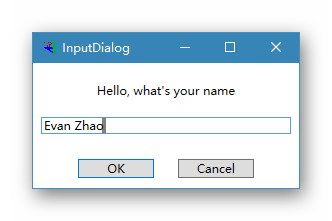 InputDialog
Hello, what's your name
Evan Zhao
OK
Cancel